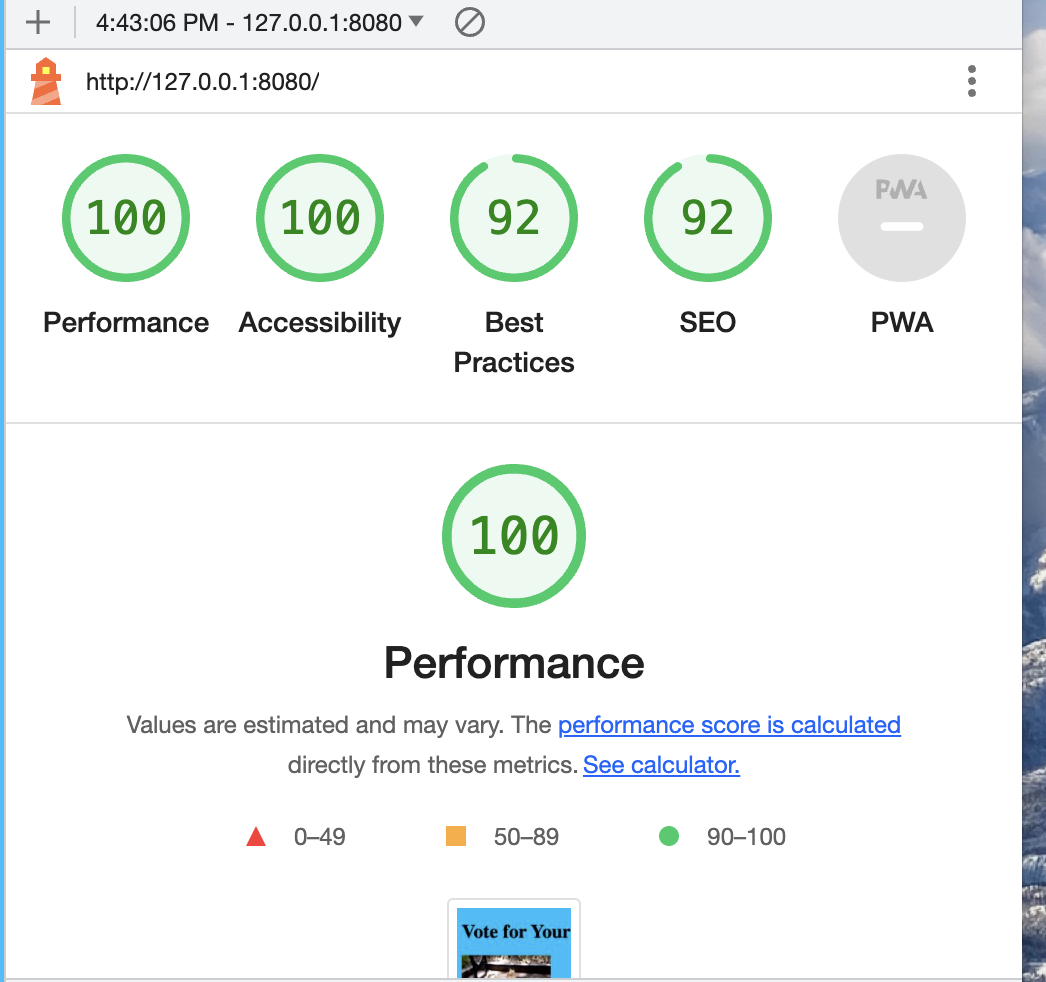 4:43:06 PM - 127.0.0.1:8080
http://127.0.0.1:8080/
100
100
92
92
PWA
Performance
Accessibility
Best
Practices
SEO
PWA
100
Performance
Values are estimated and may vary. The performance score is calculated
directly from these metrics. See calculator.
0–49
50–89
90–100
Vote for Your